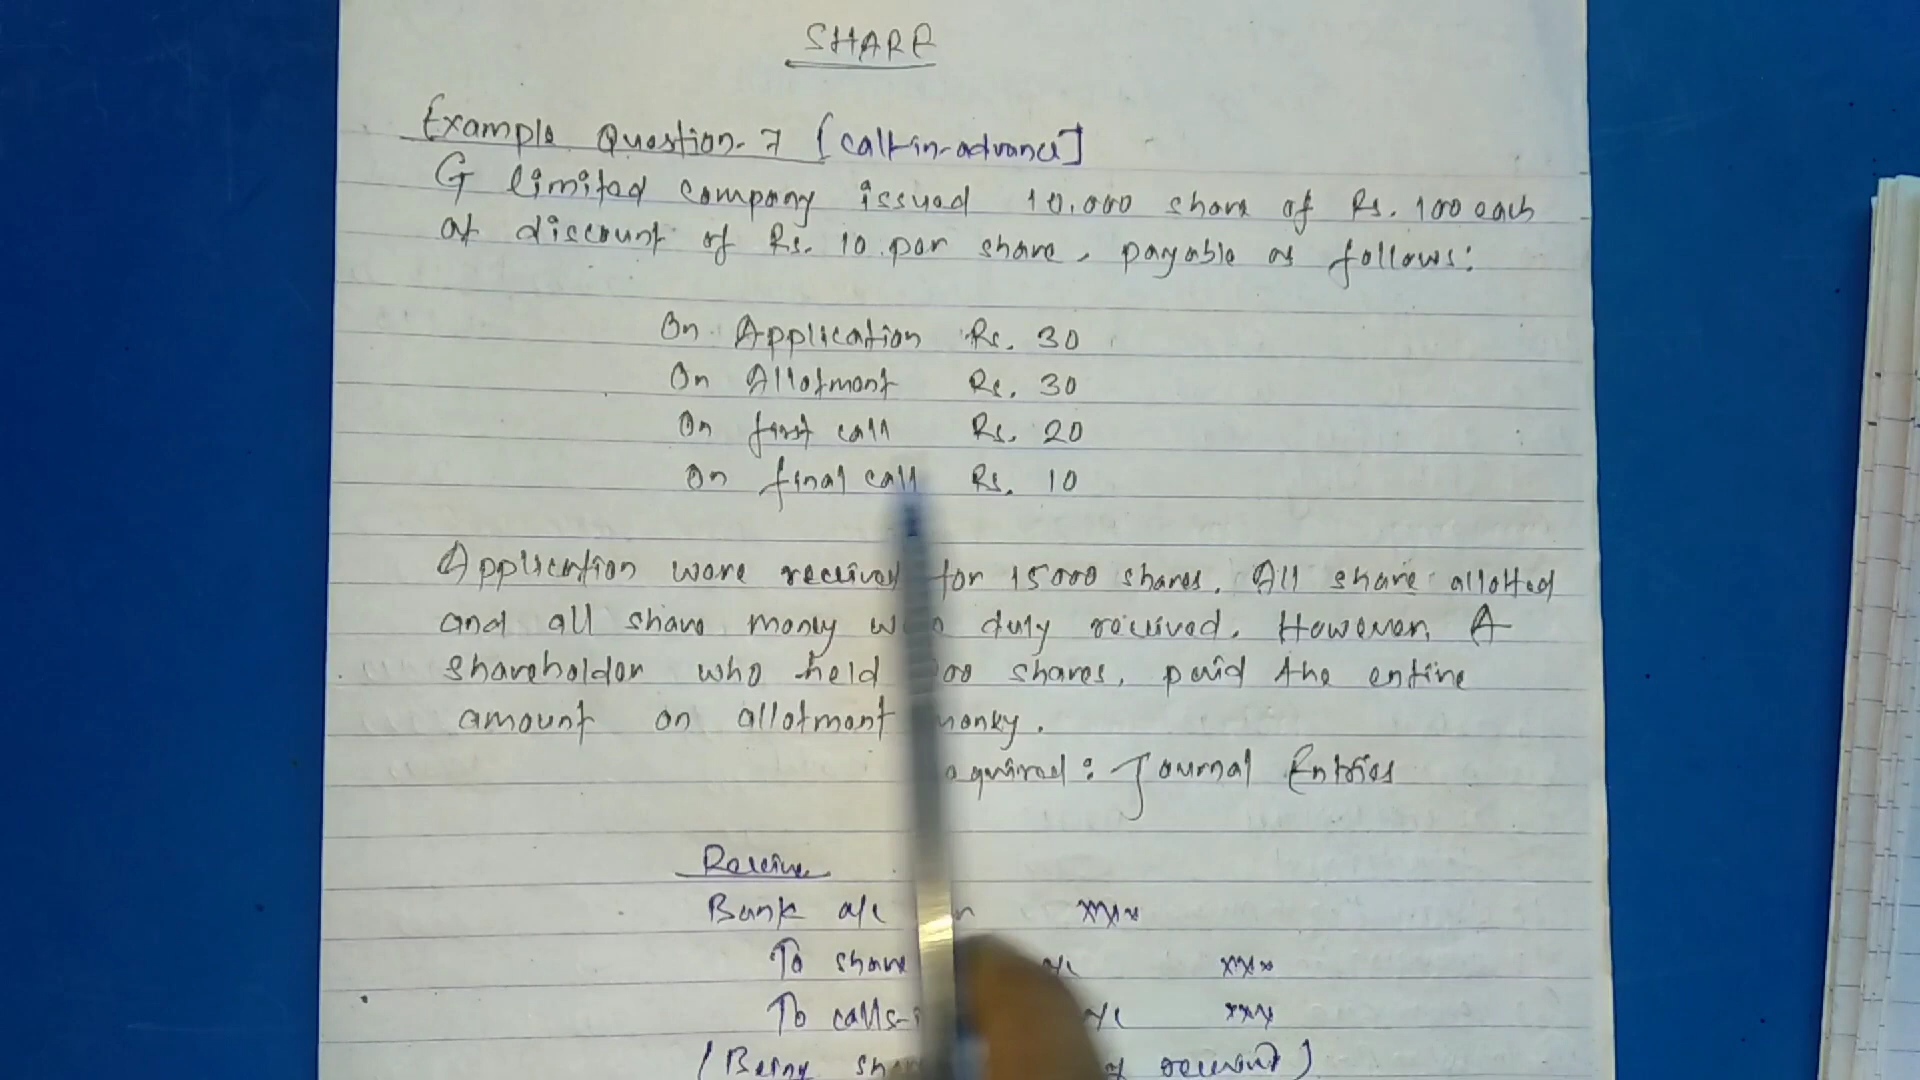 SHARE
Example Question-7 [Call-in-advance]
G limited company issued 10,000 share of Rs. 100 each
at discount of Rs. 10 per share, payable as follows:
On Application Rs. 30
On Allotment Rs. 30
On first call Rs. 20
On final call Rs. 10
Application were received for 15000 shares. All share allotted
and all share money duly received. However, A
shareholder who held shares, paid the entire
amount on allotment money.
Journal Entries
Receive
Bank a/c xxxx
To share xxx
To calls- xxx
(Being received)